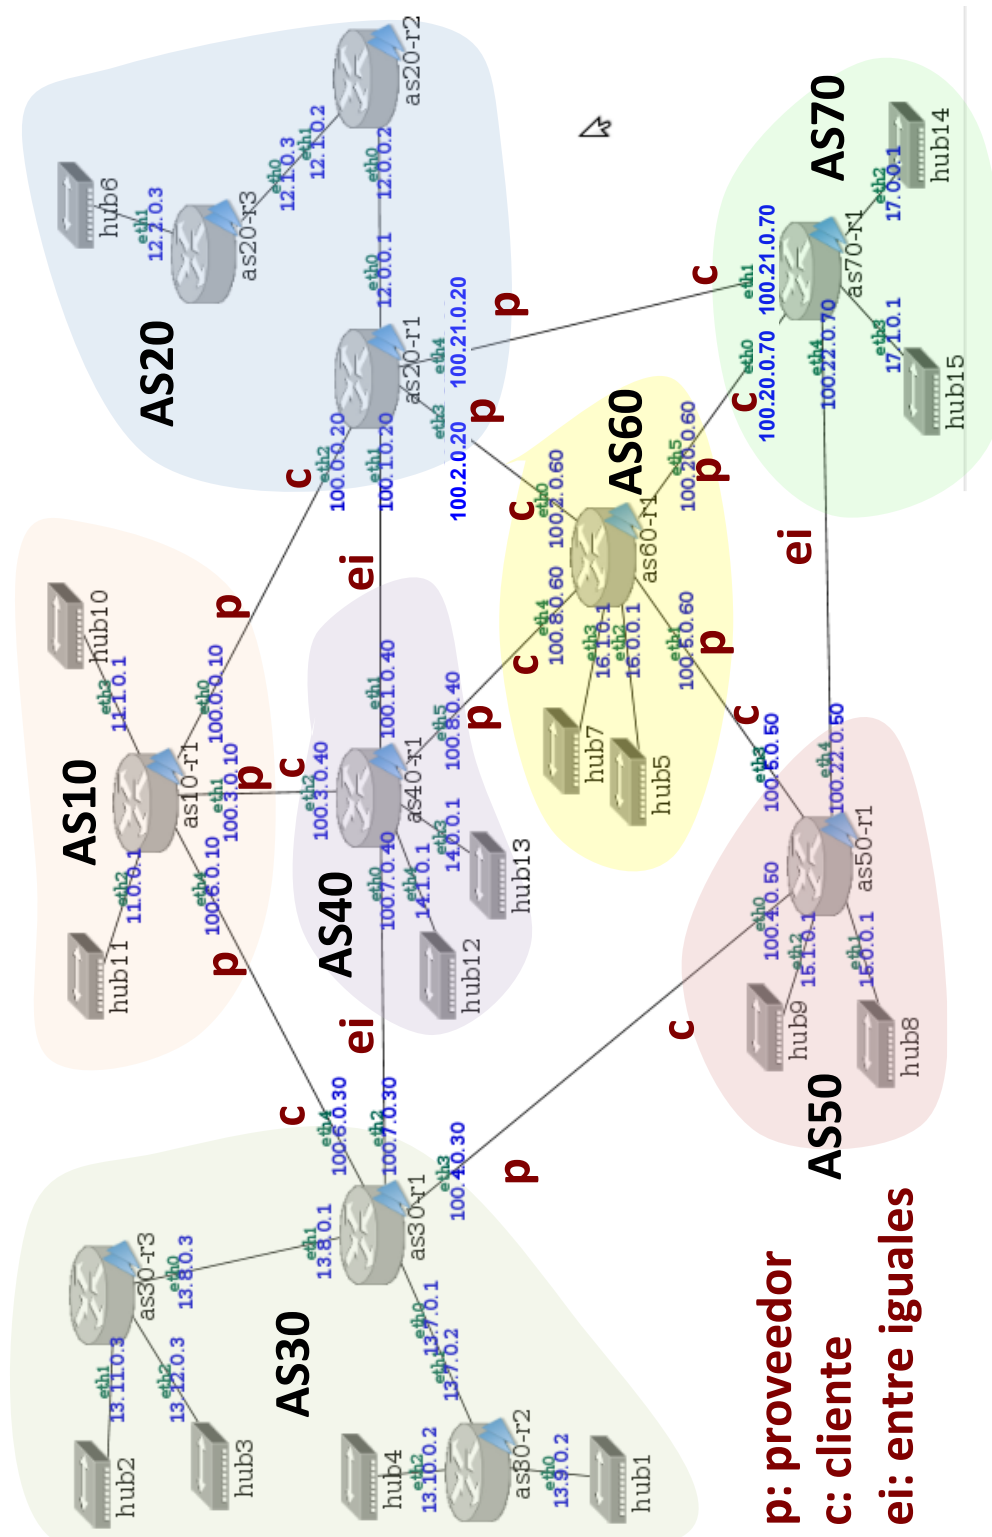 AS30
hub2
eth1
13.11.0.3
as30-r3
eth0
13.8.0.3
hub3
eth2
13.12.0.3
eth1
13.8.0.1
hub4
eth2
13.10.0.2
as30-r2
eth0
13.9.0.2
hub1
eth1
13.7.0.2
eth0
13.7.0.1
as30-r1
eth4
100.6.0.30
eth2
100.7.0.30
eth3
100.4.0.30
c
ei
p
AS10
hub11
eth2
11.0.0.1
hub10
eth3
11.1.0.1
as10-r1
eth4
100.6.0.10
eth1
100.3.0.10
eth0
100.0.0.10
p
p
p
AS20
hub6
eth1
12.2.0.3
as20-r3
eth0
12.1.0.3
eth1
12.1.0.2
as20-r2
eth0
12.0.0.2
eth0
12.0.0.1
as20-r1
eth2
100.0.0.20
eth1
100.1.0.20
eth3
100.2.0.20
eth4
100.21.0.20
c
ei
p
p
AS40
eth2
100.3.0.40
c
as40-r1
eth0
100.7.0.40
eth1
100.1.0.40
eth4
14.1.0.1
eth3
14.0.0.1
eth5
100.8.0.40
hub12
hub13
p
AS60
eth4
100.8.0.60
eth0
100.2.0.60
c
c
as60-r1
eth3
16.1.0.1
eth2
16.0.0.1
hub7
hub5
eth1
100.5.0.60
eth5
100.20.0.60
p
p
AS50
c
c
eth0
100.4.0.50
eth3
100.5.0.50
eth2
15.1.0.1
eth4
100.22.0.50
eth1
15.0.0.1
as50-r1
hub9
hub8
ei
AS70
c
c
eth0
100.20.0.70
eth1
100.21.0.70
eth4
100.22.0.70
as70-r1
eth3
17.1.0.1
eth2
17.0.0.1
hub15
hub14
p: proveedor
c: cliente
ei: entre iguales